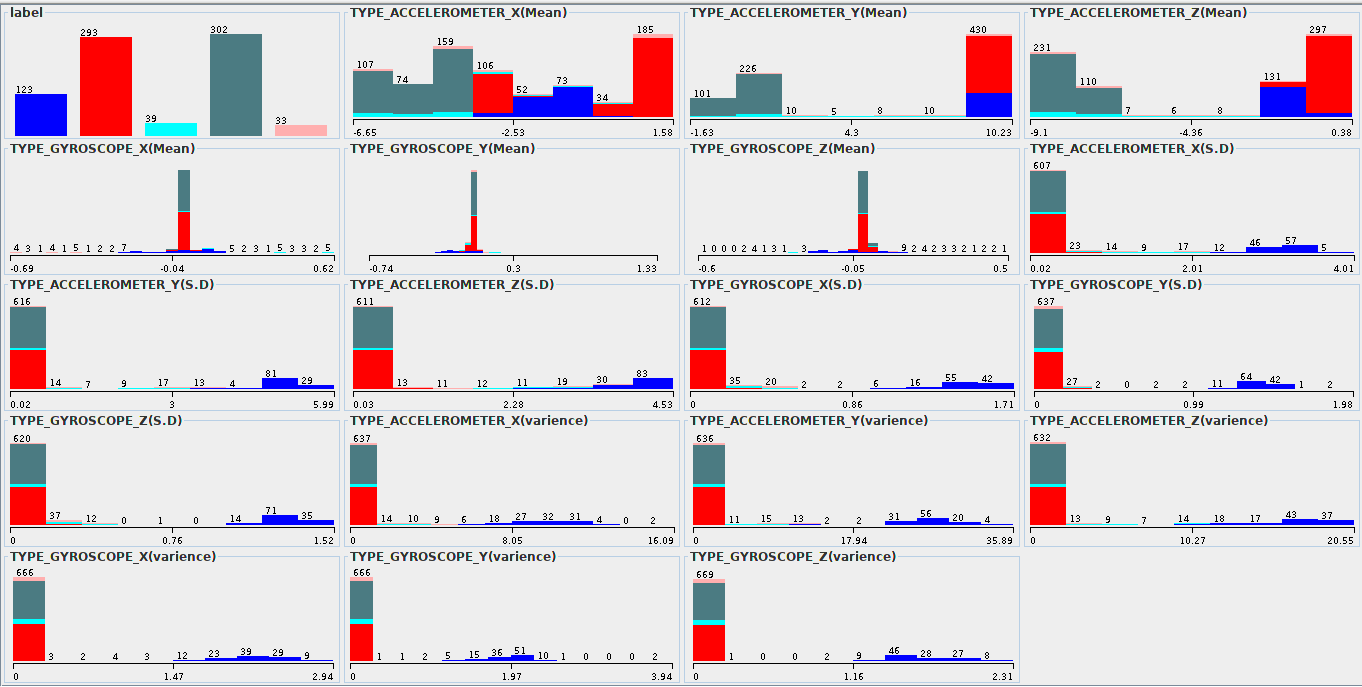 label
123 293 39 302 33
TYPE_ACCELEROMETER_X(Mean)
107 74 159 106 52 73 34 185
-6.65 -2.53 1.58
TYPE_ACCELEROMETER_Y(Mean)
101 226 10 5 8 10 430
-1.63 4.3 10.23
TYPE_ACCELEROMETER_Z(Mean)
231 110 7 6 8 131 297
-9.1 -4.36 0.38
TYPE_GYROSCOPE_X(Mean)
4 3 1 4 1 5 1 2 2 7 5 2 3 1 5 3 3 2 5
-0.69 -0.04 0.62
TYPE_GYROSCOPE_Y(Mean)
-0.74 0.3 1.33
TYPE_GYROSCOPE_Z(Mean)
1 0 0 0 2 4 1 3 1 3 9 2 4 2 3 3 2 1 2 2 1
-0.6 -0.05 0.5
TYPE_ACCELEROMETER_X(S.D)
607 23 14 9 17 12 46 57 5
0.02 2.01 4.01
TYPE_ACCELEROMETER_Y(S.D)
616 14 7 9 17 13 4 81 29
0.02 3 5.99
TYPE_ACCELEROMETER_Z(S.D)
611 13 11 12 11 19 30 83
0.03 2.28 4.53
TYPE_GYROSCOPE_X(S.D)
612 35 20 2 2 6 16 55 42
0 0.86 1.71
TYPE_GYROSCOPE_Y(S.D)
637 27 2 0 2 2 11 64 42 1 2
0 0.99 1.98
TYPE_GYROSCOPE_Z(S.D)
620 37 12 0 1 0 14 71 35
0 0.76 1.52
TYPE_ACCELEROMETER_X(varience)
637 14 10 9 6 18 27 32 31 4 0 2
0 8.05 16.09
TYPE_ACCELEROMETER_Y(varience)
636 11 15 13 2 2 31 56 20 4
0 17.94 35.89
TYPE_ACCELEROMETER_Z(varience)
632 13 9 7 14 18 17 43 37
0 10.27 20.55
TYPE_GYROSCOPE_X(varience)
666 3 2 4 3 12 23 39 29 9
0 1.47 2.94
TYPE_GYROSCOPE_Y(varience)
666 1 1 2 5 15 36 51 10 1 0 0 0 2
0 1.97 3.94
TYPE_GYROSCOPE_Z(varience)
669 1 0 0 2 9 46 28 27 8
0 1.16 2.31